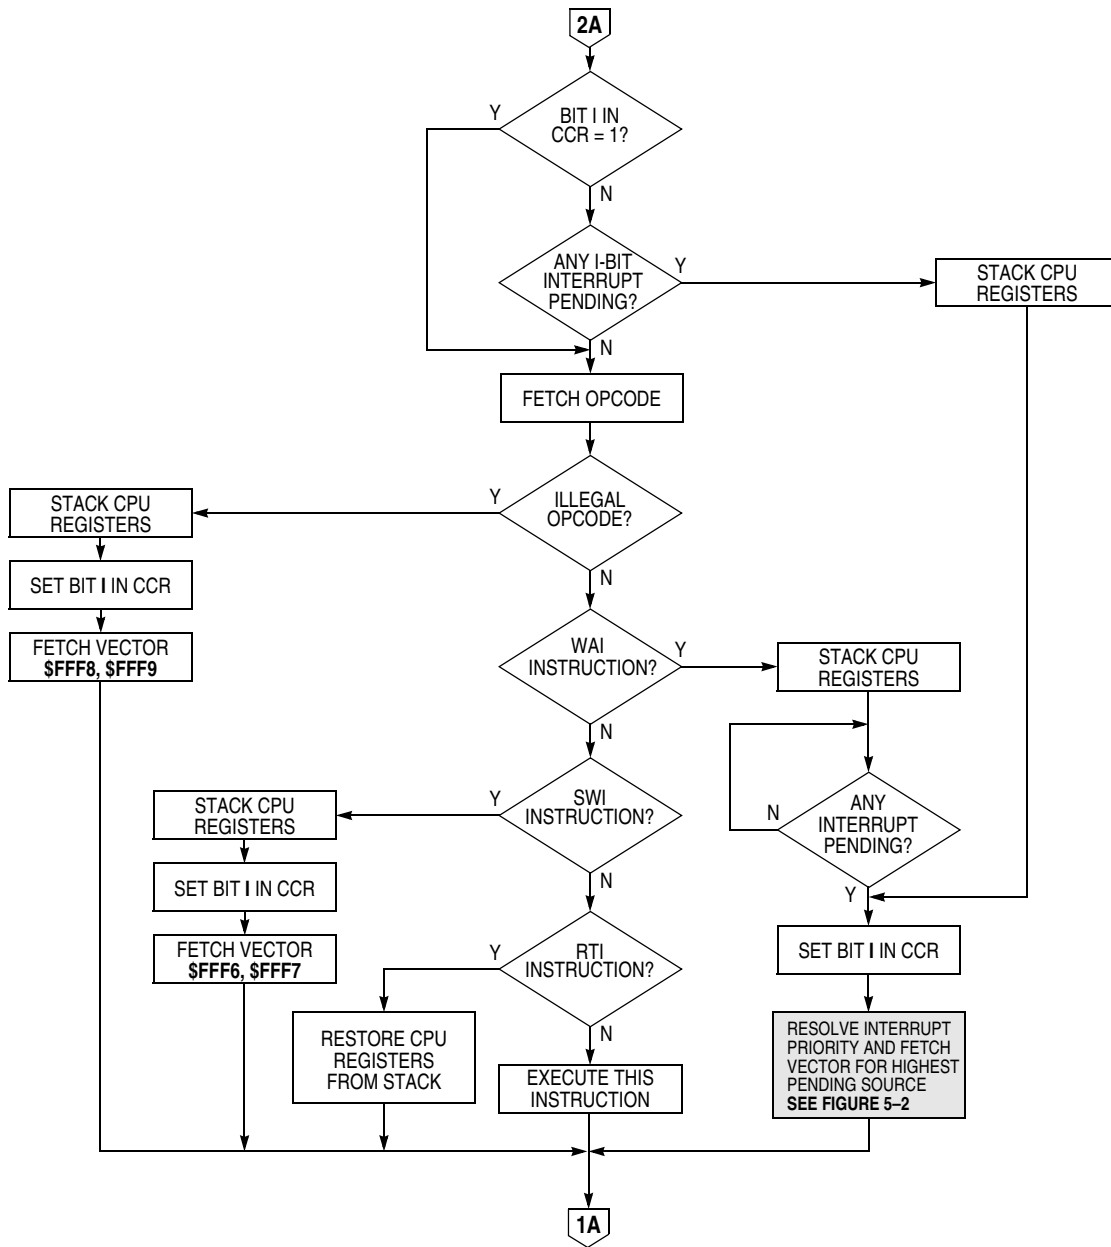 2A
BIT I IN
CCR = 1?
Y
N
ANY I-BIT
INTERRUPT
PENDING?
Y
N
STACK CPU
REGISTERS
FETCH OPCODE
ILLEGAL
OPCODE?
Y
N
STACK CPU
REGISTERS
SET BIT I IN CCR
FETCH VECTOR
$FFF8, $FFF9
WAI
INSTRUCTION?
Y
N
STACK CPU
REGISTERS
ANY
INTERRUPT
PENDING?
N
Y
SWI
INSTRUCTION?
Y
N
STACK CPU
REGISTERS
SET BIT I IN CCR
FETCH VECTOR
$FFF6, $FFF7
RTI
INSTRUCTION?
Y
N
RESTORE CPU
REGISTERS
FROM STACK
EXECUTE THIS
INSTRUCTION
SET BIT I IN CCR
RESOLVE INTERRUPT
PRIORITY AND FETCH
VECTOR FOR HIGHEST
PENDING SOURCE
SEE FIGURE 5–2
1A